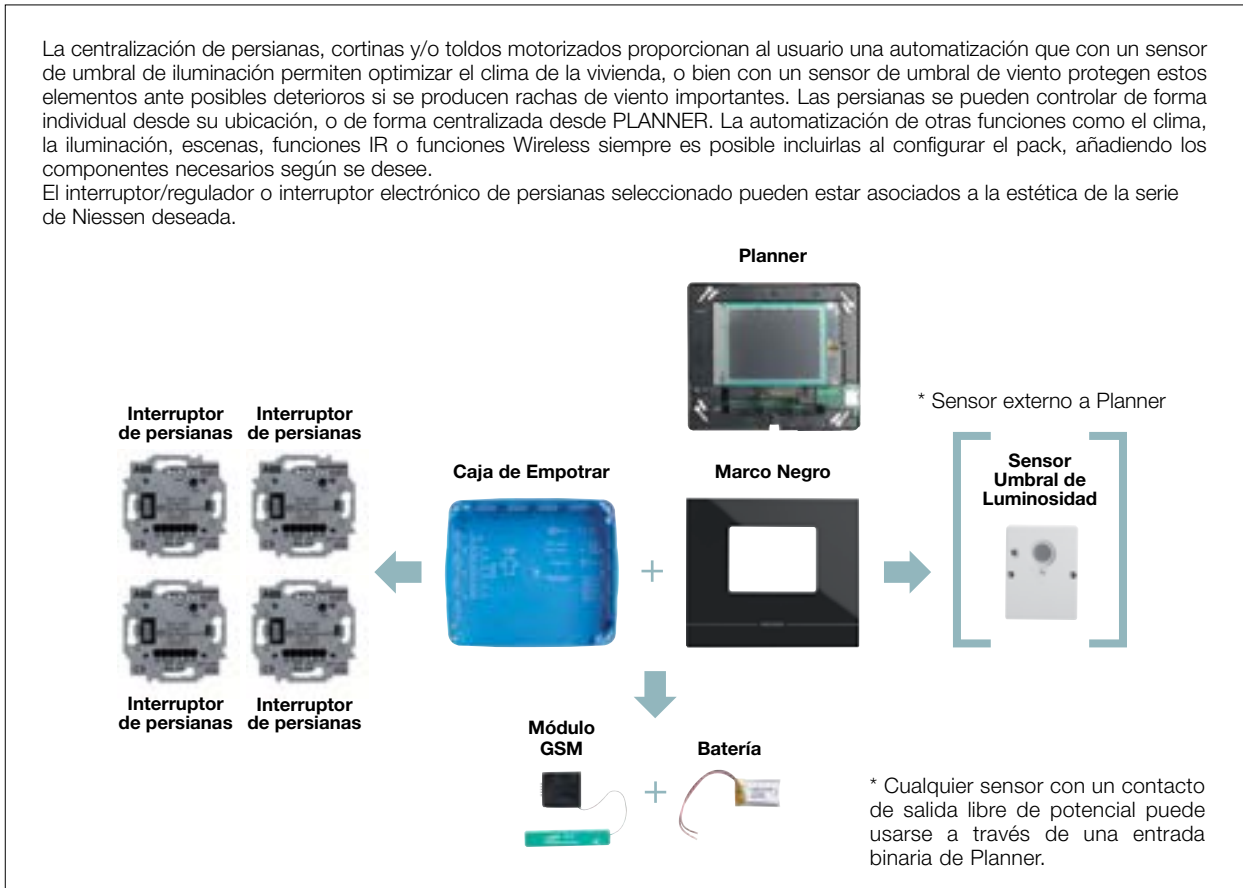 La centralización de persianas, cortinas y/o toldos motorizados proporcionan al usuario una automatización que con un sensor
de umbral de iluminación permiten optimizar el clima de la vivienda, o bien con un sensor de umbral de viento protegen estos
elementos ante posibles deterioros si se producen rachas de viento importantes. Las persianas se pueden controlar de forma
individual desde su ubicación, o de forma centralizada desde PLANNER. La automatización de otras funciones como el clima,
la iluminación, escenas, funciones IR o funciones Wireless siempre es posible incluirlas al configurar el pack, añadiendo los
componentes necesarios según se desee.
El interruptor/regulador o interruptor electrónico de persianas seleccionado pueden estar asociados a la estética de la serie
de Niessen deseada.
Planner
* Sensor externo a Planner
Interruptor
de persianas
Interruptor
de persianas
ABB
ABB
Caja de Empotrar
+
Marco Negro
Sensor
Umbral de
Luminosidad
ABB
ABB
Interruptor
de persianas
Interruptor
de persianas
Módulo
GSM
+
Batería
* Cualquier sensor con un contacto
de salida libre de potencial puede
usarse a través de una entrada
binaria de Planner.